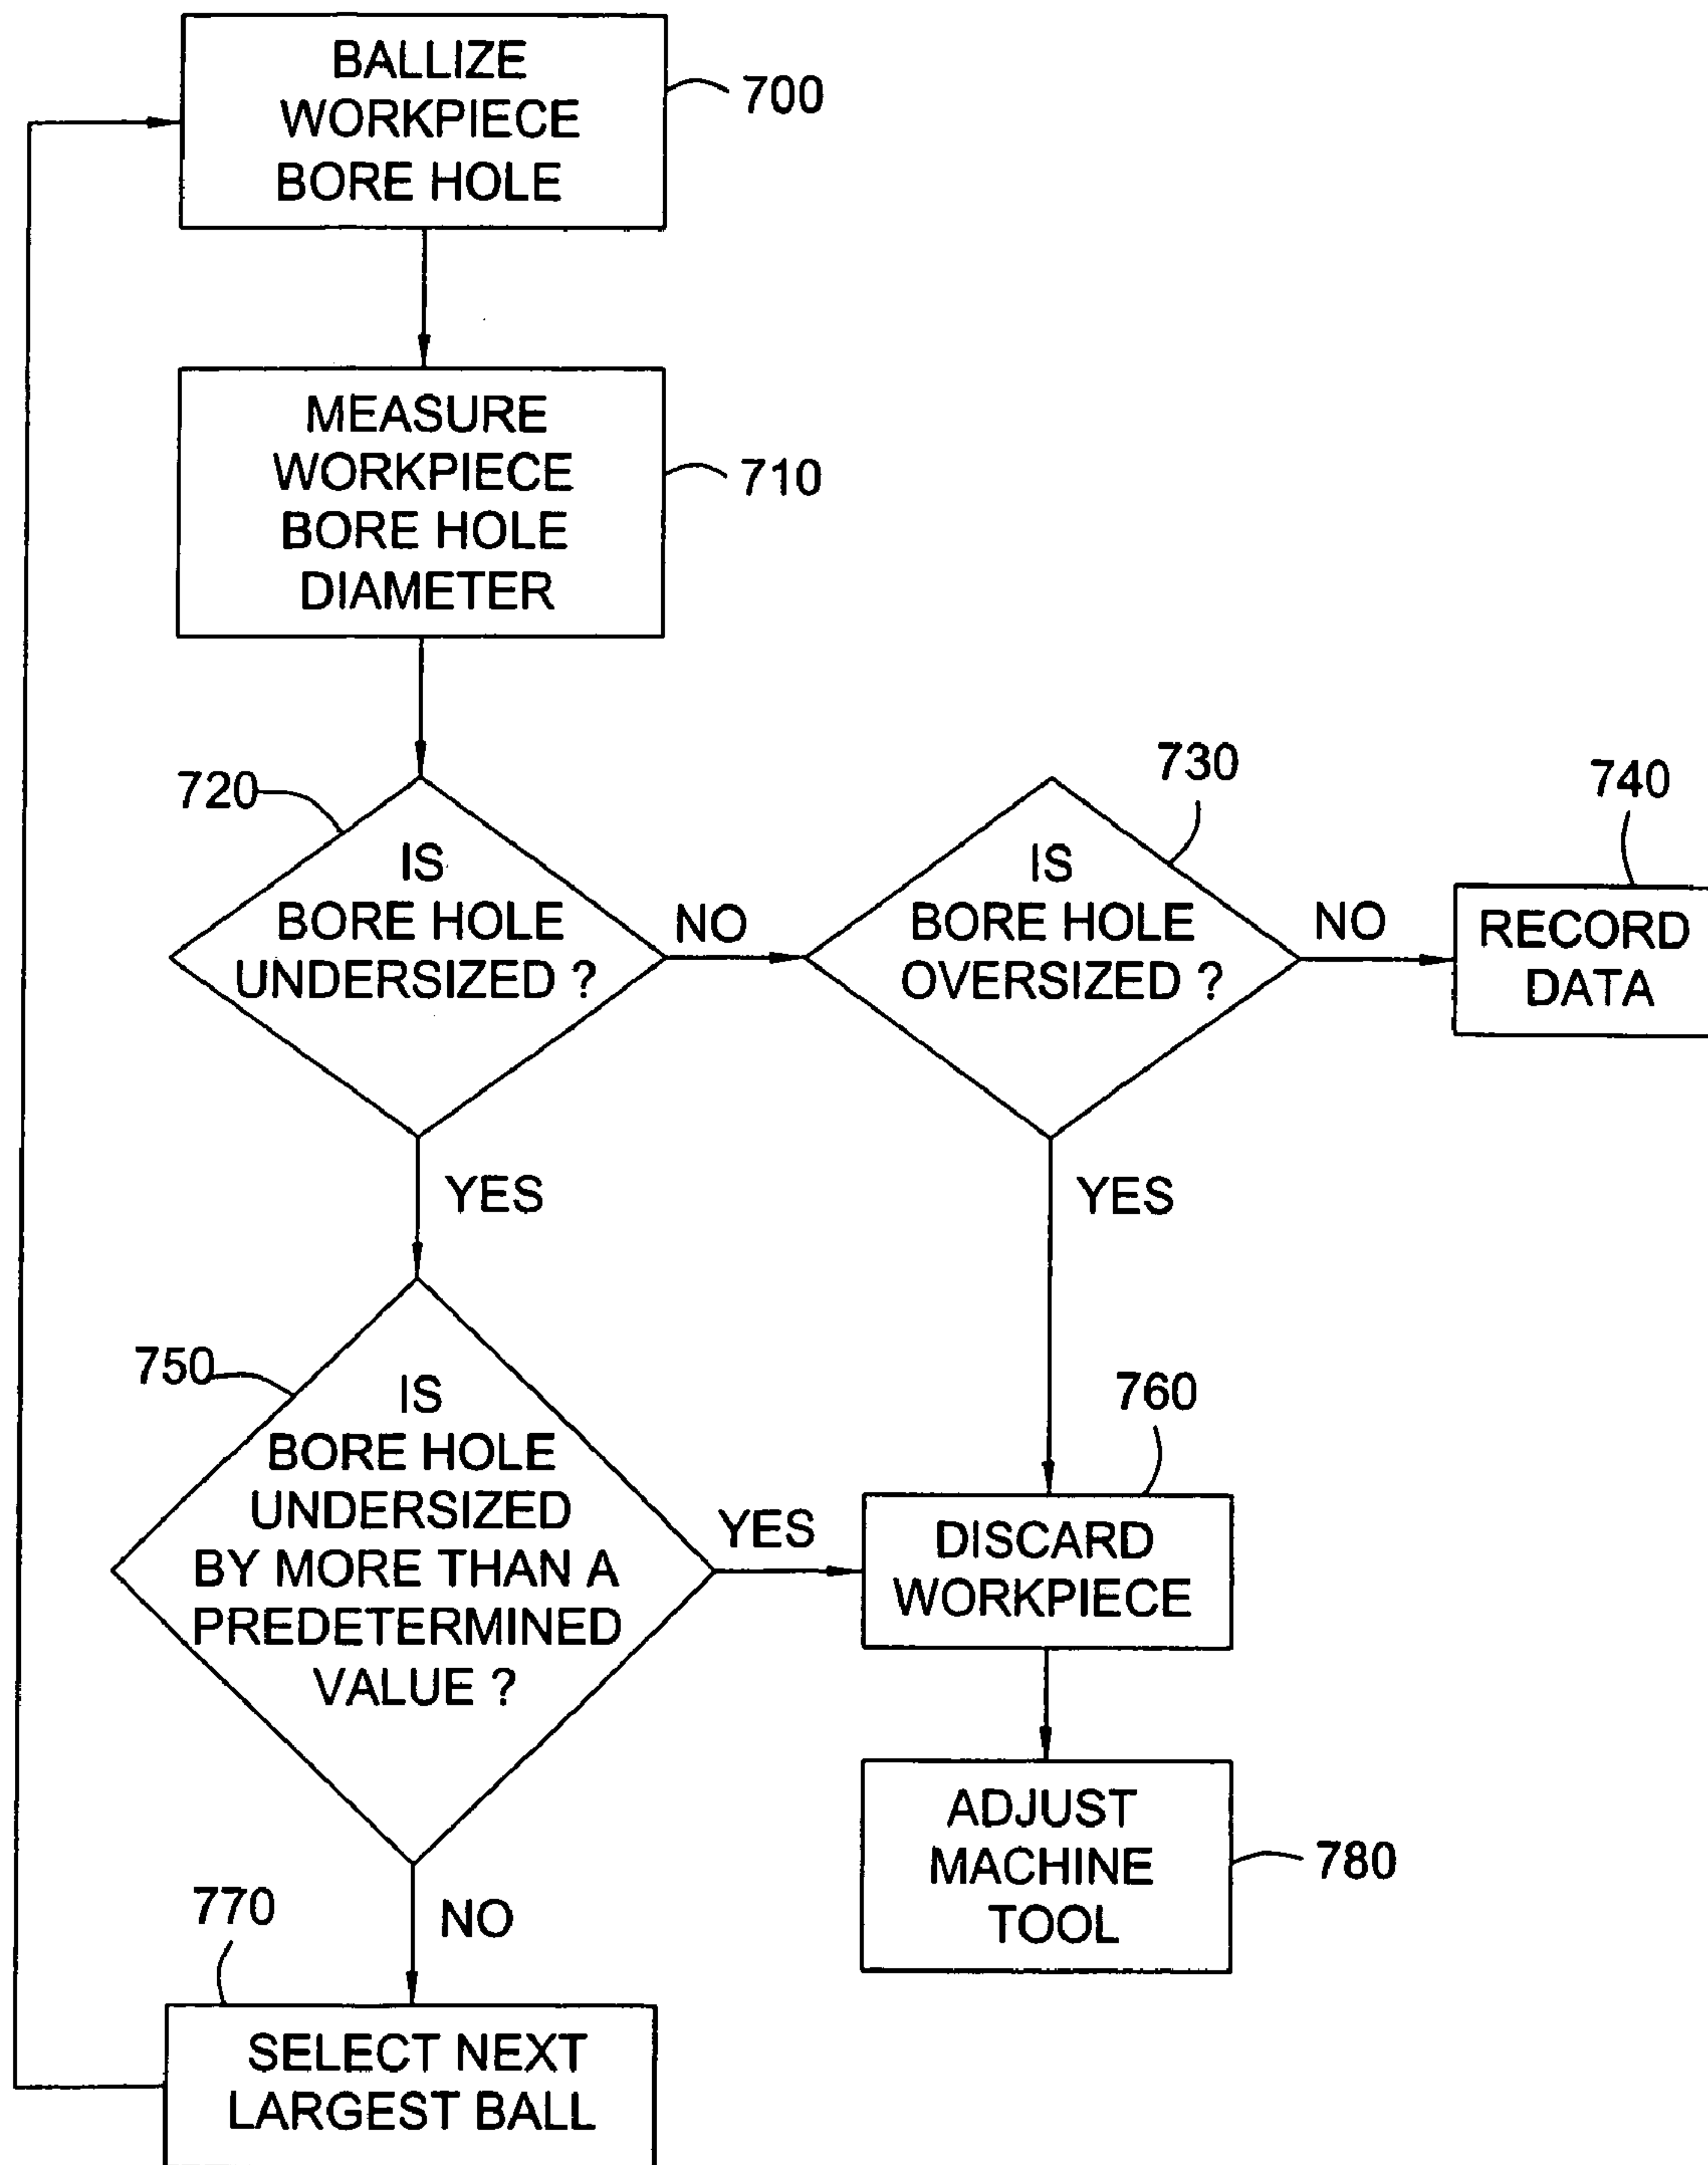 BALLIZE
WORKPIECE
BORE HOLE
700
MEASURE
WORKPIECE
BORE HOLE
DIAMETER
710
720
IS
BORE HOLE
UNDERSIZED ?
NO
730
IS
BORE HOLE
OVERSIZED ?
NO
740
RECORD
DATA
YES
YES
750
IS
BORE HOLE
UNDERSIZED
BY MORE THAN A
PREDETERMINED
VALUE ?
YES
760
DISCARD
WORKPIECE
ADJUST
MACHINE
TOOL
780
NO
770
SELECT NEXT
LARGEST BALL